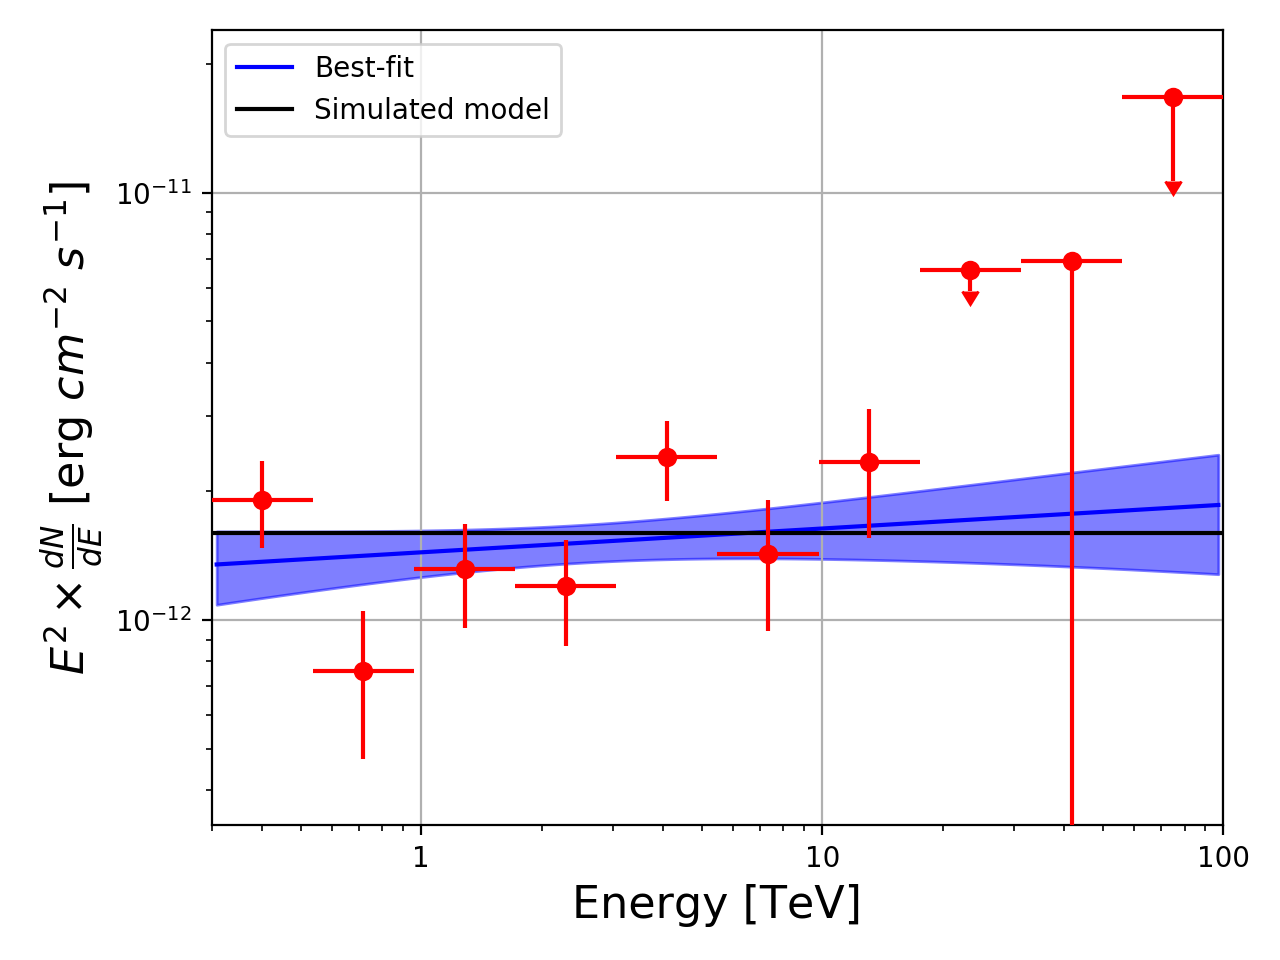 Best-fit
Simulated model
10⁻¹¹
10⁻¹²
E² × dN/dE [erg cm⁻² s⁻¹]
1 10 100
Energy [TeV]